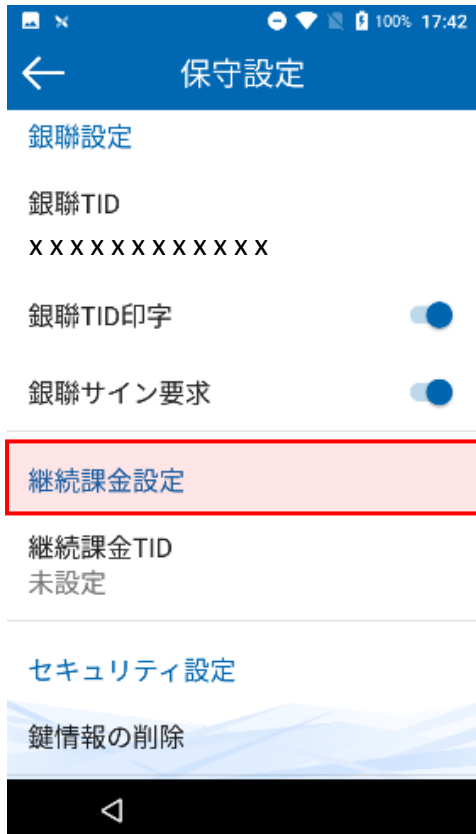 100% 17:42
保守設定
銀聯設定
銀聯TID
x x x x x x x x x x x x
銀聯TID印字
銀聯サイン要求
継続課金設定
継続課金TID
未設定
セキュリティ設定
鍵情報の削除